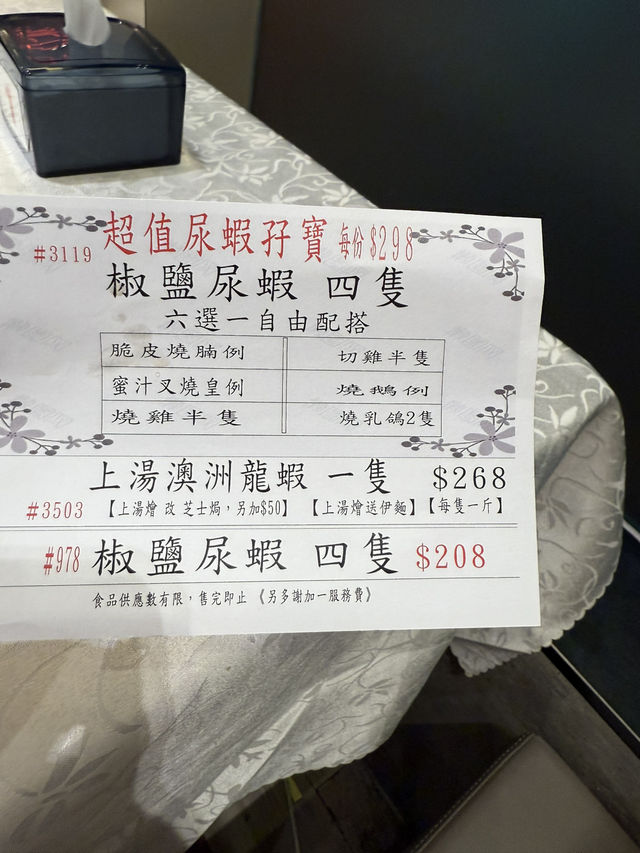 #3119 超值尿蝦孖寶 每份$298
椒鹽尿蝦 四隻
六選一自由配搭
脆皮燒腩例 切雞半隻
蜜汁叉燒皇例 燒鵝例
燒雞半隻 燒乳鴿2隻
上湯澳洲龍蝦 一隻 $268
#3503 【上湯燴 改 芝士焗，另加$50】 【上湯燴送伊麵】【每隻一斤】
#978 椒鹽尿蝦 四隻 $208
食品供應數有限，售完即止 《另多謝加一服務費》